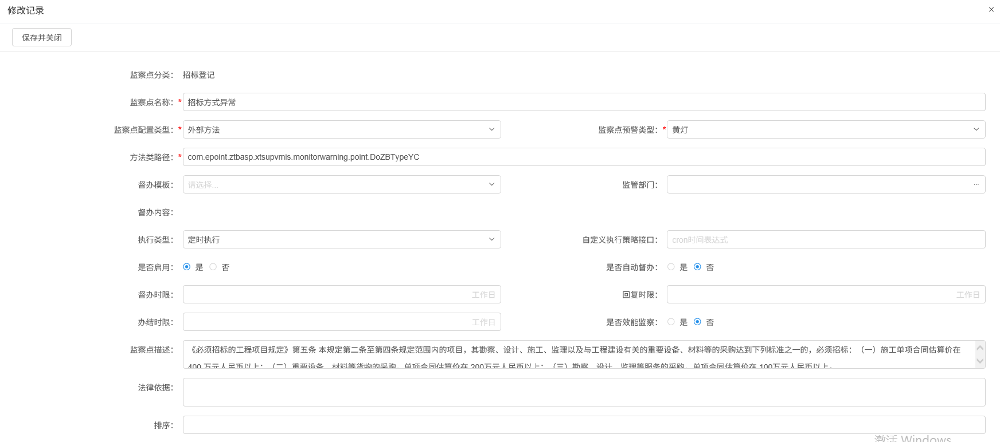 修改记录
保存并关闭
监察点分类： 招标登记
监察点名称：* 招标方式异常
监察点配置类型：* 外部方法 监察点预警类型：* 黄灯
方法类路径：* com.epoint.ztbasp.xtsupvmis.monitorwarning.point.DoZBTypeYC
督办模板： 请选择... 监管部门： ...
督办内容：
执行类型： 定时执行 自定义执行策略接口： cron时间表达式
是否启用： 是 否 是否自动督办： 是 否
督办时限： 工作日 回复时限： 工作日
办结时限： 工作日 是否效能监察： 是 否
监察点描述： 《必须招标的工程项目规定》第五条 本规定第二条至第四条规定范围内的项目，其勘察、设计、施工、监理以及与工程建设有关的重要设备、材料等的采购达到下列标准之一的，必须招标：（一）施工单项合同估算价在
400 万元人民币以上；（二）重要设备、材料等货物的采购，单项合同估算价在 200万元人民币以上；（三）勘察、设计、监理等服务的采购，单项合同估算价在 100万元人民币以上。
法律依据：
排序：
激活 Windows